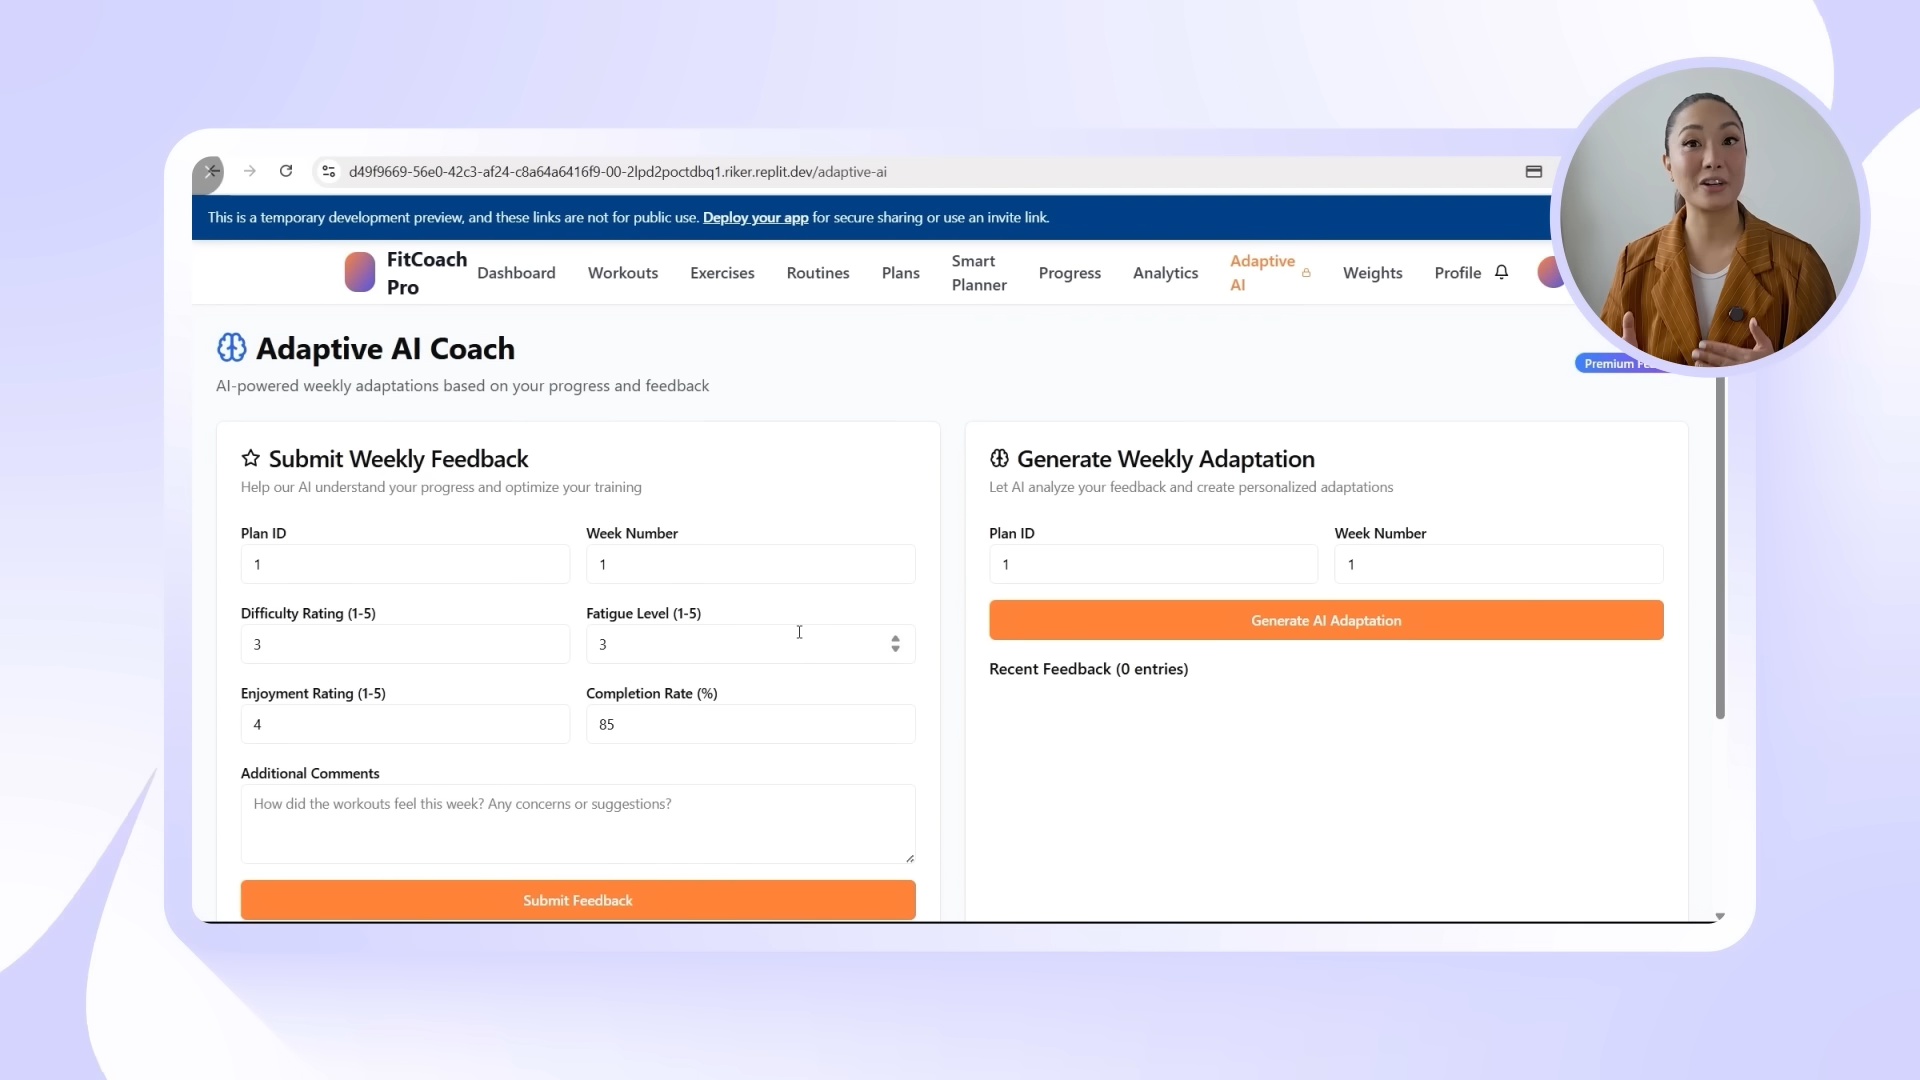 d49f9669-56e0-42c3-af24-c8a64a6416f9-00-2lpd2poctdbq1.riker.replit.dev/adaptive-ai
This is a temporary development preview, and these links are not for public use. Deploy your app for secure sharing or use an invite link.
FitCoach Pro
Dashboard
Workouts
Exercises
Routines
Plans
Smart Planner
Progress
Analytics
Adaptive AI
Weights
Profile
Adaptive AI Coach
AI-powered weekly adaptations based on your progress and feedback
Premium
Submit Weekly Feedback
Help our AI understand your progress and optimize your training
Plan ID
1
Week Number
1
Difficulty Rating (1-5)
3
Fatigue Level (1-5)
3
Enjoyment Rating (1-5)
4
Completion Rate (%)
85
Additional Comments
How did the workouts feel this week? Any concerns or suggestions?
Submit Feedback
Generate Weekly Adaptation
Let AI analyze your feedback and create personalized adaptations
Plan ID
1
Week Number
1
Generate AI Adaptation
Recent Feedback (0 entries)